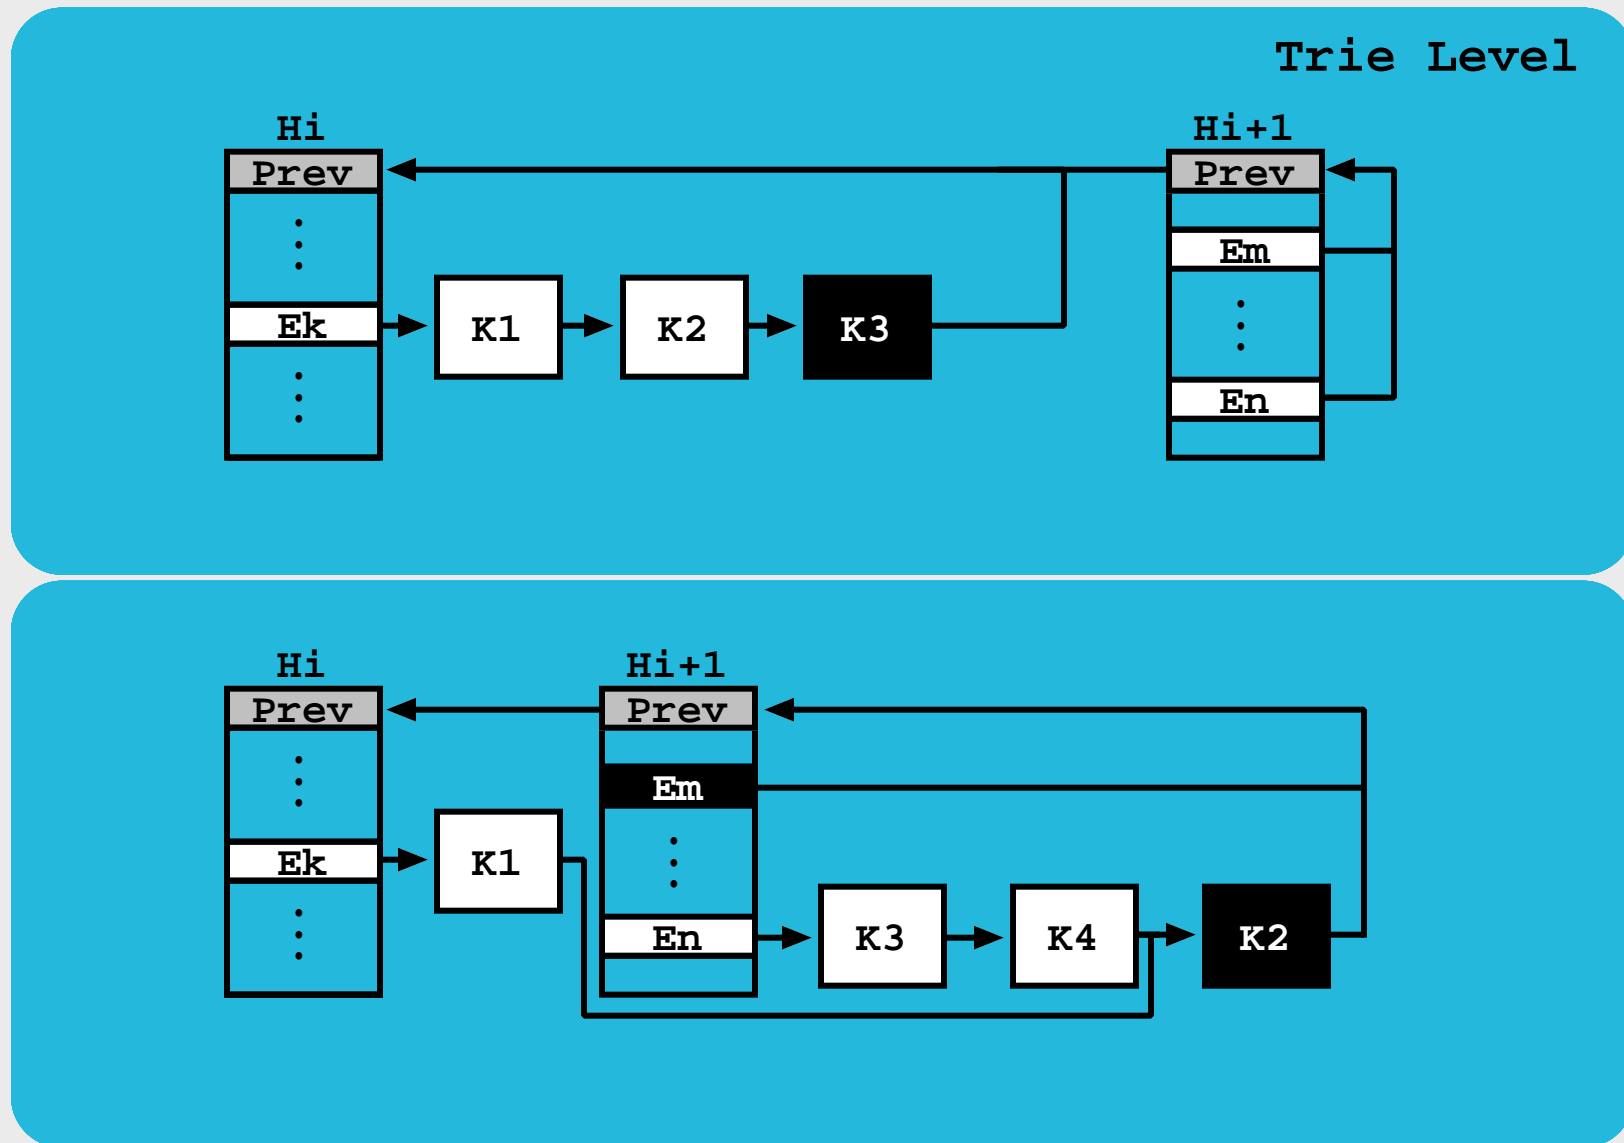 Trie Level
Hi
Hi+1
Prev
Prev
Em
Ek
K1
K2
K3
En
Hi
Hi+1
Prev
Prev
Em
Ek
K1
En
K3
K4
K2